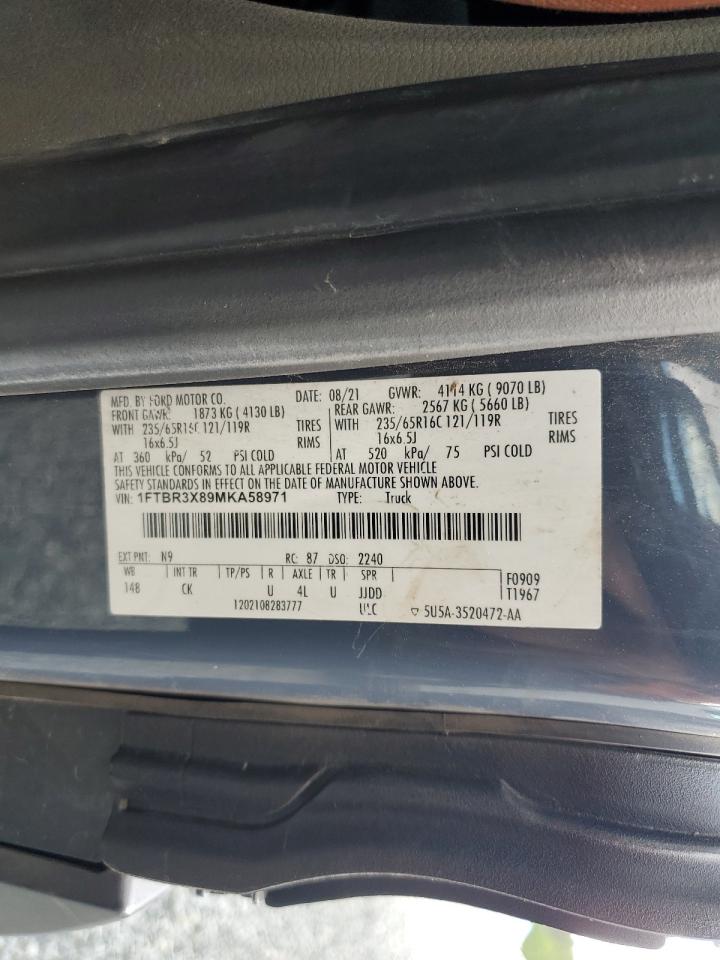 MFD. BY FORD MOTOR CO. DATE: 08/21 GVWR: 4114 KG (9070 LB)
FRONT GAWR: 1873 KG (4130 LB) REAR GAWR: 2567 KG (5660 LB)
WITH 235/65R16C 121/119R TIRES WITH 235/65R16C 121/119R TIRES
16x6.5J RIMS 16x6.5J RIMS
AT 360 kPa/ 52 PSI COLD AT 520 kPa/ 75 PSI COLD
THIS VEHICLE CONFORMS TO ALL APPLICABLE FEDERAL MOTOR VEHICLE
SAFETY STANDARDS IN EFFECT ON THE DATE OF MANUFACTURE SHOWN ABOVE.
VIN: 1FTBR3X89MKA58971 TYPE: Truck
EXT PNT: N9 RC: 87 DSO: 2240
WB INT TR TP/PS R AXLE TR SPR F0909
148 CK U 4L U JJDD T1967
1202108283777 5U5A-3520472-AA